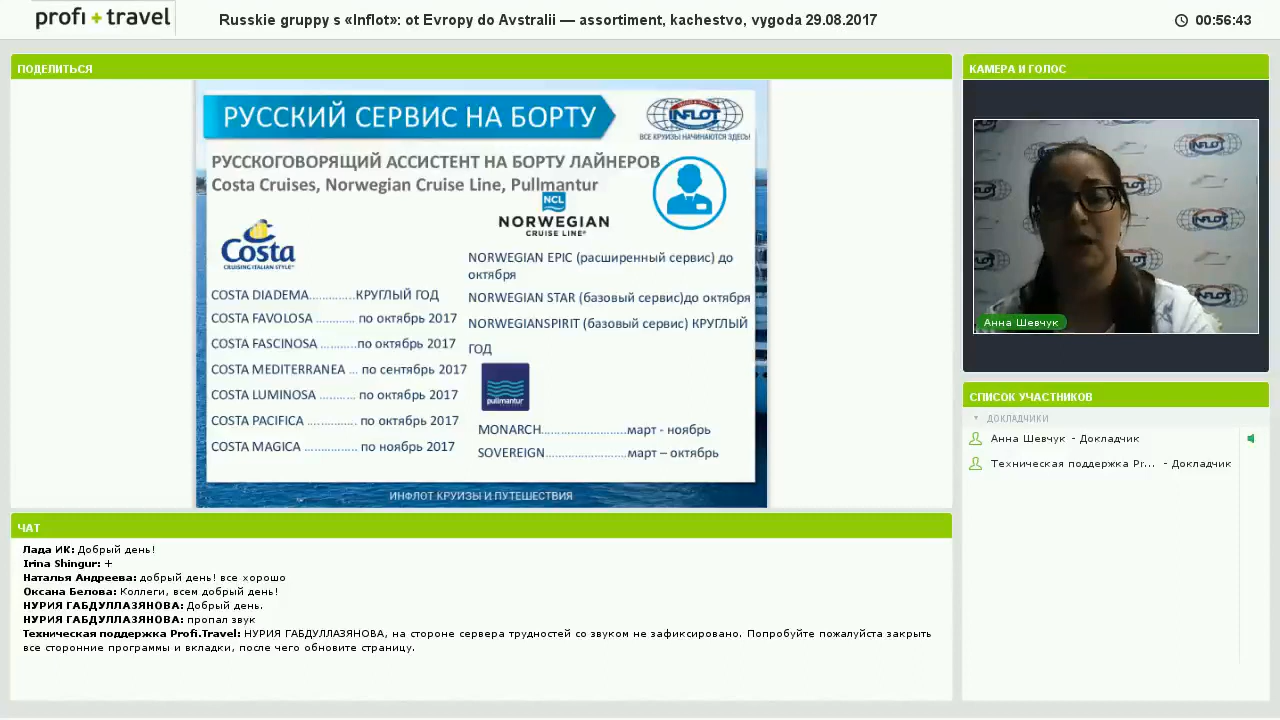 profi + travel
Russkie gruppy s «Inflot»: ot Evropy do Avstralii — assortiment, kachestvo, vygoda 29.08.2017
00:56:43
ПОДЕЛИТЬСЯ
РУССКИЙ СЕРВИС НА БОРТУ
INFLOT
ВСЕ КРУИЗЫ НАЧИНАЮТСЯ ЗДЕСЬ!
РУССКОГОВОРЯЩИЙ АССИСТЕНТ НА БОРТУ ЛАЙНЕРОВ
Costa Cruises, Norwegian Cruise Line, Pullmantur
Costa
CRUISING ITALIAN STYLE
COSTA DIADEMA.............КРУГЛЫЙ ГОД
COSTA FAVOLOSA ........... по октябрь 2017
COSTA FASCINOSA ...........по октябрь 2017
COSTA MEDITERRANEA ... по сентябрь 2017
COSTA LUMINOSA ........... по октябрь 2017
COSTA PACIFICA .............. по октябрь 2017
COSTA MAGICA ............... по ноябрь 2017
NCL
NORWEGIAN
CRUISE LINE®
NORWEGIAN EPIC (расширенный сервис) до
октября
NORWEGIAN STAR (базовый сервис)до октября
NORWEGIANSPIRIT (базовый сервис) КРУГЛЫЙ
ГОД
pullmantur
MONARCH........................март - ноябрь
SOVEREIGN.......................март – октябрь
ИНФЛОТ КРУИЗЫ И ПУТЕШЕСТВИЯ
КАМЕРА И ГОЛОС
INFLOT
INFLOT
INFLOT
Анна Шевчук
СПИСОК УЧАСТНИКОВ
ДОКЛАДЧИКИ
Анна Шевчук - Докладчик
Техническая поддержка Pr... - Докладчик
ЧАТ
Лада ИК: Добрый день!
Irina Shingur: +
Наталья Андреева: добрый день! все хорошо
Оксана Белова: Коллеги, всем добрый день!
НУРИЯ ГАБДУЛЛАЗЯНОВА: Добрый день.
НУРИЯ ГАБДУЛЛАЗЯНОВА: пропал звук
Техническая поддержка Profi.Travel: НУРИЯ ГАБДУЛЛАЗЯНОВА, на стороне сервера трудностей со звуком не зафиксировано. Попробуйте пожалуйста закрыть
все сторонние программы и вкладки, после чего обновите страницу.